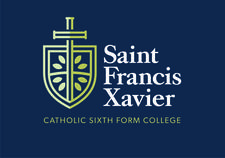 Saint
Francis
Xavier
CATHOLIC SIXTH FORM COLLEGE